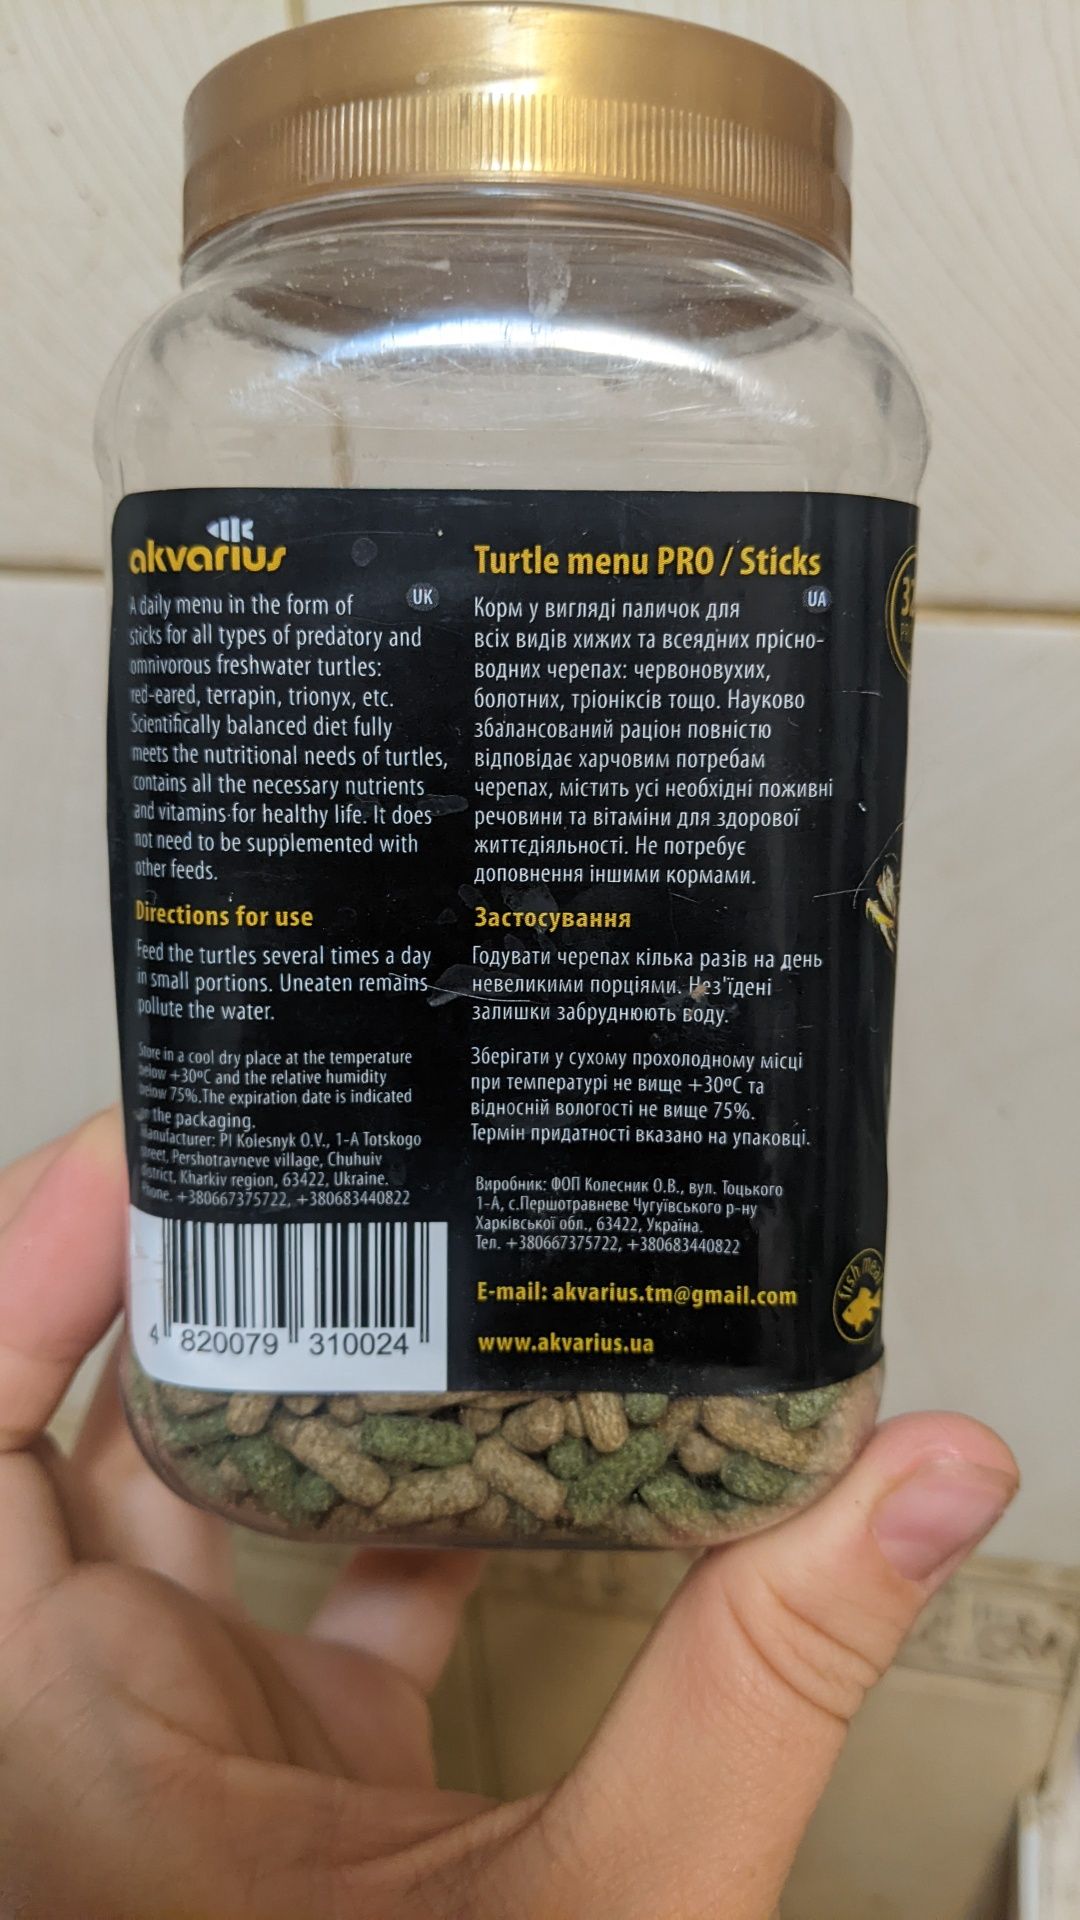 akvarius
UK
A daily menu in the form of
sticks for all types of predatory and
omnivorous freshwater turtles:
red-eared, terrapin, trionyx, etc.
Scientifically balanced diet fully
meets the nutritional needs of turtles,
contains all the necessary nutrients
and vitamins for healthy life. It does
not need to be supplemented with
other feeds.
Directions for use
Feed the turtles several times a day
in small portions. Uneaten remains
pollute the water.
Store in a cool dry place at the temperature
below +30ºC and the relative humidity
below 75%.The expiration date is indicated
on the packaging.
Manufacturer: PI Kolesnyk O.V., 1-A Totskogo
street, Pershotravneve village, Chuhuiv
district, Kharkiv region, 63422, Ukraine.
Phone. +380667375722, +380683440822
4 820079 310024
Turtle menu PRO / Sticks
UA
Корм у вигляді паличок для
всіх видів хижих та всеядних прісно-
водних черепах: червоновухих,
болотних, тріоніксів тощо. Науково
збалансований раціон повністю
відповідає харчовим потребам
черепах, містить усі необхідні поживні
речовини та вітаміни для здорової
життєдіяльності. Не потребує
доповнення іншими кормами.
Застосування
Годувати черепах кілька разів на день
невеликими порціями. Нез'їдені
залишки забруднюють воду.
Зберігати у сухому прохолодному місці
при температурі не вище +30ºС та
відносній вологості не вище 75%.
Термін придатності вказано на упаковці.
Виробник: ФОП Колесник О.В., вул. Тоцького
1-А, с.Першотравневе Чугуївського р-ну
Харківської обл., 63422, Україна.
Тел. +380667375722, +380683440822
E-mail: akvarius.tm@gmail.com
www.akvarius.ua
fish meal